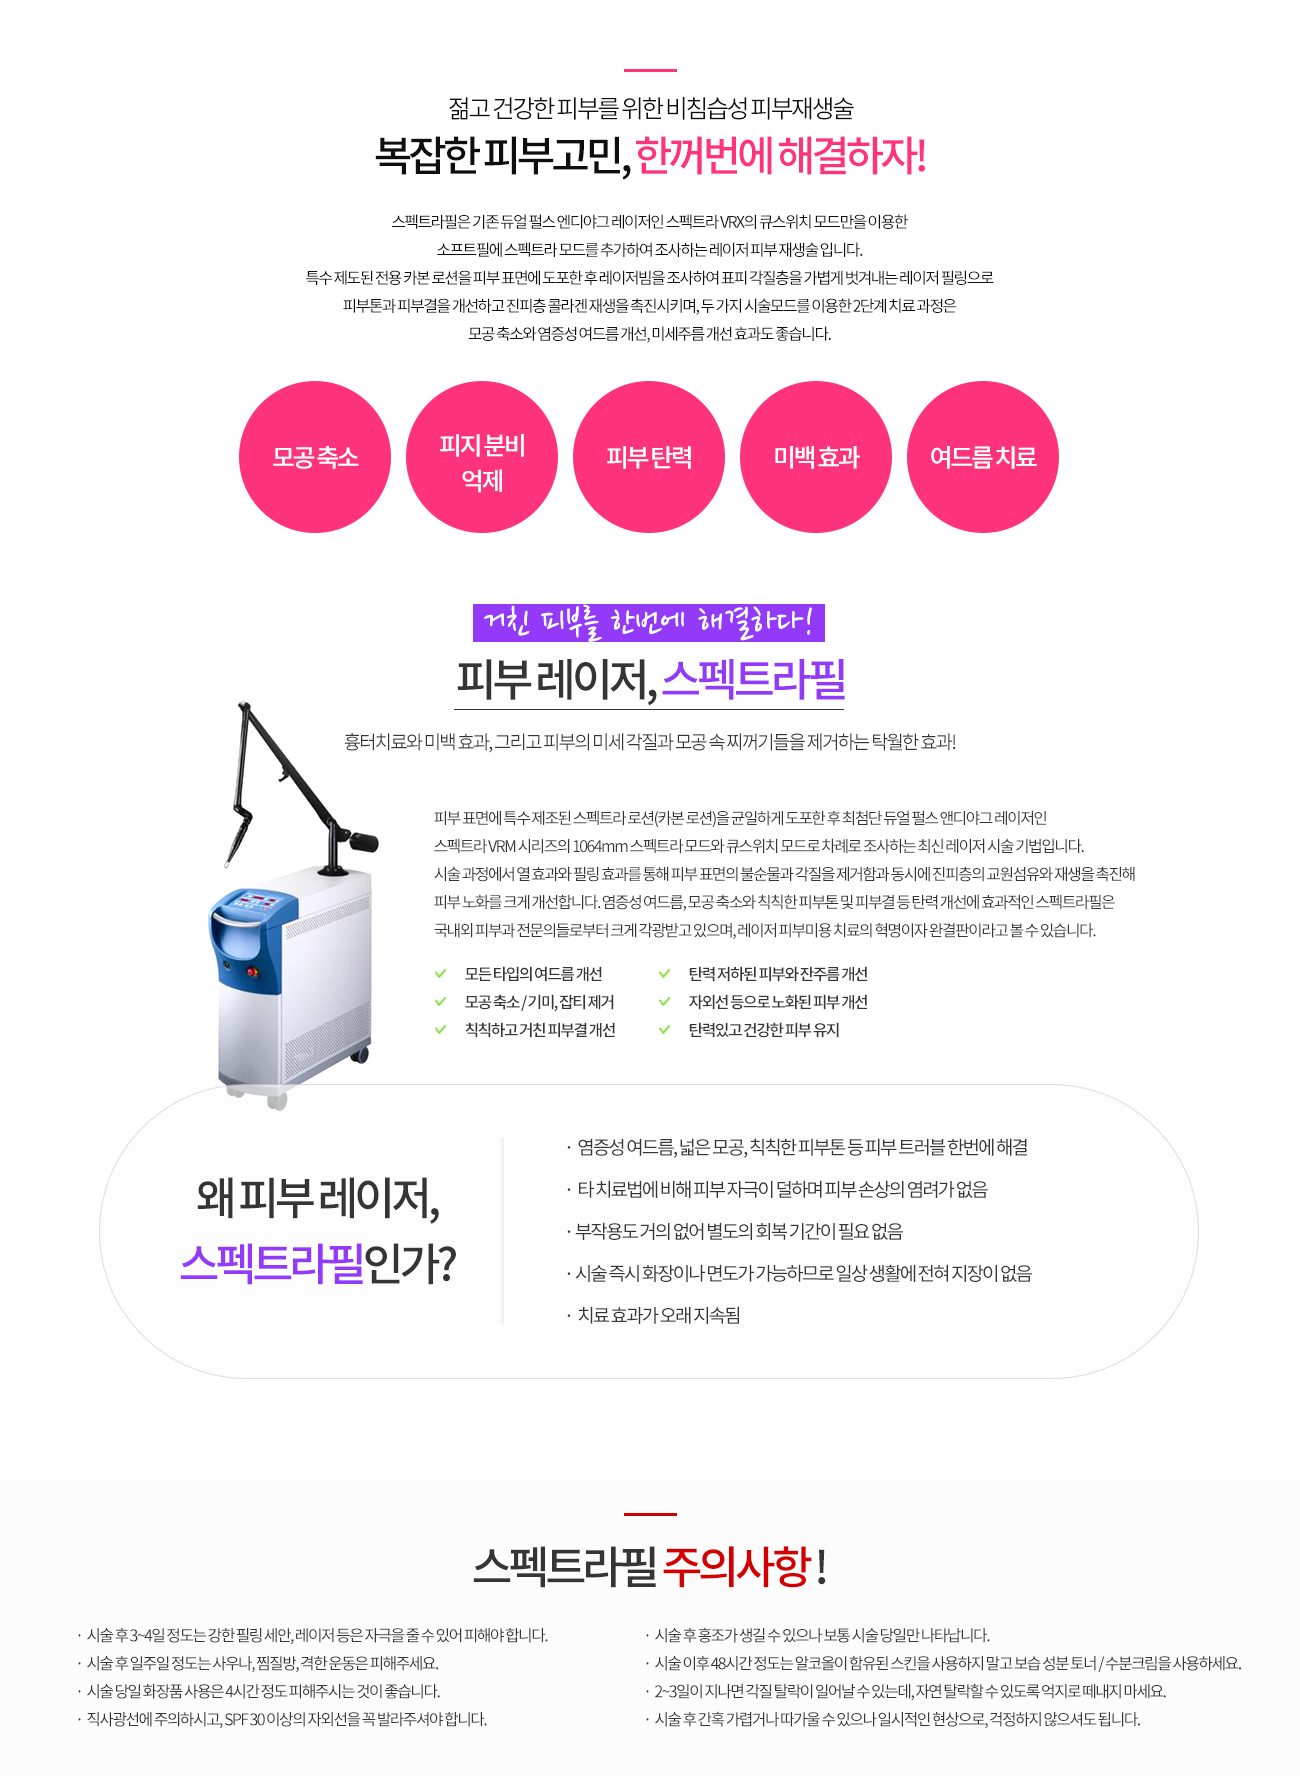 젊고 건강한 피부를 위한 비침습성 피부재생술
복잡한 피부고민, 한꺼번에 해결하자!
스펙트라필은 기존 듀얼 펄스 엔디야그 레이저인 스펙트라 VRX의 큐스위치 모드만을 이용한
소프트필에 스펙트라 모드를 추가하여 조사하는 레이저 피부 재생술 입니다.
특수 제도된 전용 카본 로션을 피부 표면에 도포한 후 레이저빔을 조사하여 표피 각질층을 가볍게 벗겨내는 레이저 필링으로
피부톤과 피부결을 개선하고 진피층 콜라겐 재생을 촉진시키며, 두 가지 시술모드를 이용한 2단계 치료 과정은
모공 축소와 염증성 여드름 개선, 미세주름 개선 효과도 좋습니다.
모공 축소
피지 분비
억제
피부 탄력
미백 효과
여드름 치료
거친 피부를 한번에 해결하다!
피부 레이저, 스펙트라필
흉터치료와 미백 효과, 그리고 피부의 미세 각질과 모공 속 찌꺼기들을 제거하는 탁월한 효과!
피부 표면에 특수 제조된 스펙트라 로션(카본 로션)을 균일하게 도포한 후 최첨단 듀얼 펄스 앤디야그 레이저인
스펙트라 VRM 시리즈의 1064mm 스펙트라 모드와 큐스위치 모드로 차례로 조사하는 최신 레이저 시술 기법입니다.
시술 과정에서 열 효과와 필링 효과를 통해 피부 표면의 불순물과 각질을 제거함과 동시에 진피층의 교원섬유와 재생을 촉진해
피부 노화를 크게 개선합니다. 염증성 여드름, 모공 축소와 칙칙한 피부톤 및 피부결 등 탄력 개선에 효과적인 스펙트라필은
국내외 피부과 전문의들로부터 크게 각광받고 있으며, 레이저 피부미용 치료의 혁명이자 완결판이라고 볼 수 있습니다.
모든 타입의 여드름 개선
탄력 저하된 피부와 잔주름 개선
모공 축소 / 기미, 잡티 제거
자외선 등으로 노화된 피부 개선
칙칙하고 거친 피부결 개선
탄력있고 건강한 피부 유지
왜 피부 레이저,
스펙트라필인가?
· 염증성 여드름, 넓은 모공, 칙칙한 피부톤 등 피부 트러블 한번에 해결
· 타 치료법에 비해 피부 자극이 덜하며 피부 손상의 염려가 없음
· 부작용도 거의 없어 별도의 회복 기간이 필요 없음
· 시술 즉시 화장이나 면도가 가능하므로 일상 생활에 전혀 지장이 없음
· 치료 효과가 오래 지속됨
스펙트라필 주의사항 !
· 시술 후 3~4일 정도는 강한 필링 세안, 레이저 등은 자극을 줄 수 있어 피해야 합니다.
· 시술 후 일주일 정도는 사우나, 찜질방, 격한 운동은 피해주세요.
· 시술 당일 화장품 사용은 4시간 정도 피해주시는 것이 좋습니다.
· 직사광선에 주의하시고, SPF 30 이상의 자외선을 꼭 발라주셔야 합니다.
· 시술 후 홍조가 생길 수 있으나 보통 시술 당일만 나타납니다.
· 시술 이후 48시간 정도는 알코올이 함유된 스킨을 사용하지 말고 보습 성분 토너 / 수분크림을 사용하세요.
· 2~3일이 지나면 각질 탈락이 일어날 수 있는데, 자연 탈락할 수 있도록 억지로 떼내지 마세요.
· 시술 후 간혹 가렵거나 따가울 수 있으나 일시적인 현상으로, 걱정하지 않으셔도 됩니다.